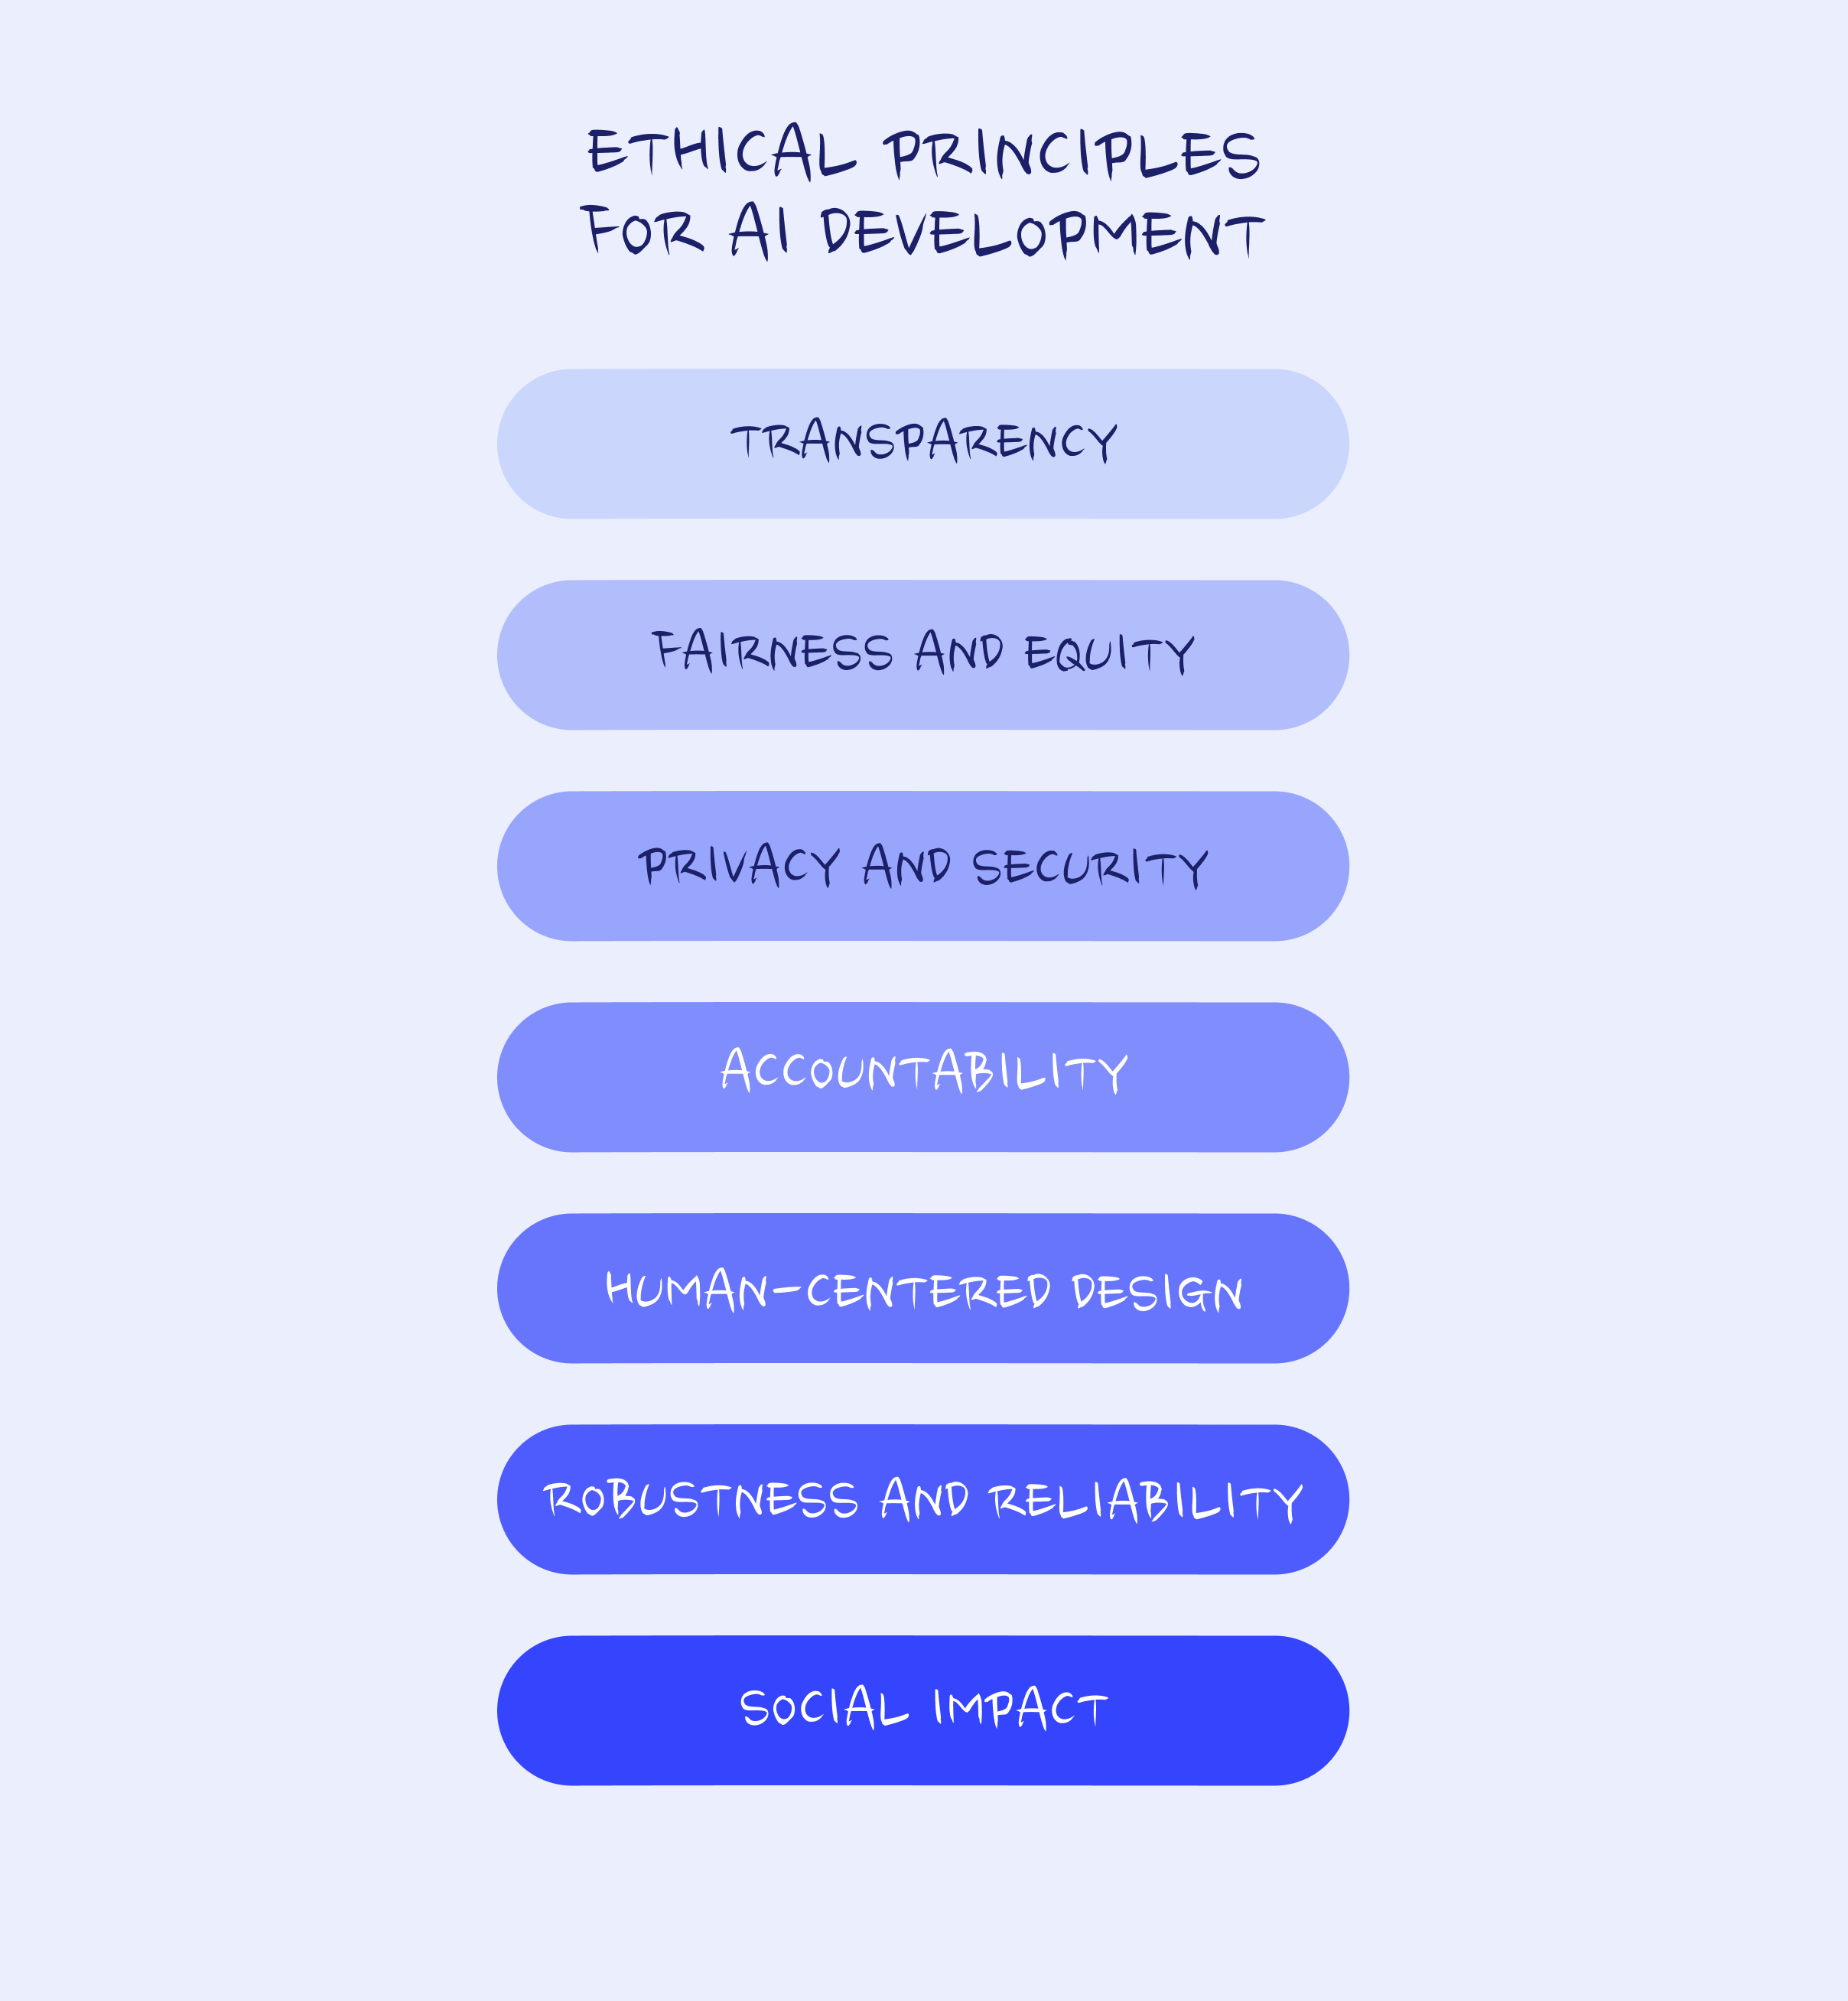 ETHICAL PRINCIPLES
FOR AI DEVELOPMENT
TRANSPARENCY
FAIRNESS AND EQUITY
PRIVACY AND SECURITY
ACCOUNTABILITY
HUMAN-CENTERED DESIGN
ROBUSTNESS AND RELIABILITY
SOCIAL IMPACT